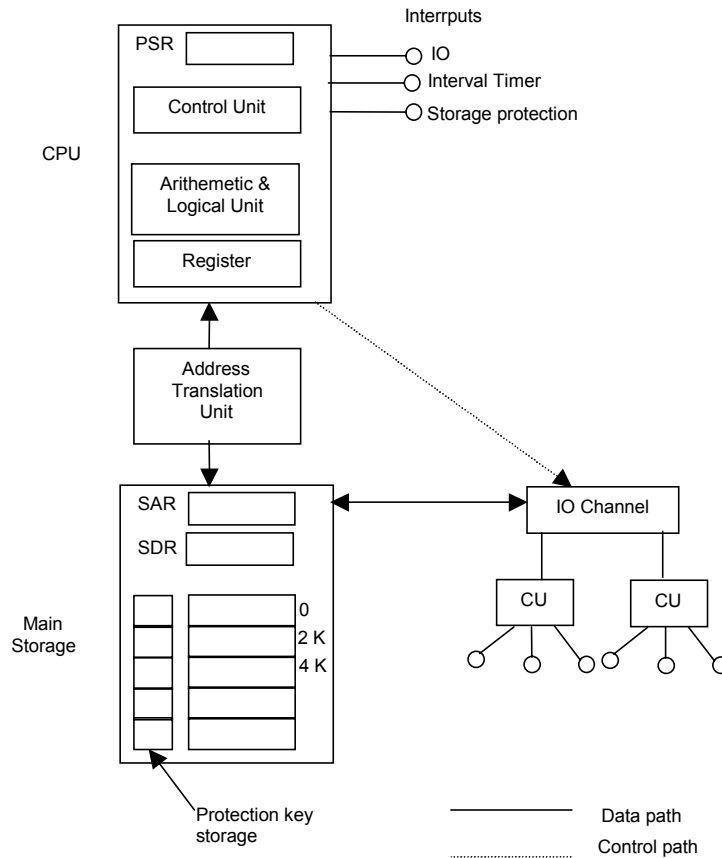 Interrputs
PSR
IO
Interval Timer
Storage protection
Control Unit
CPU
Arithemetic &
Logical Unit
Register
Address
Translation
Unit
SAR
SDR
IO Channel
CU
CU
0
2 K
4 K
Main
Storage
Protection key
storage
Data path
Control path